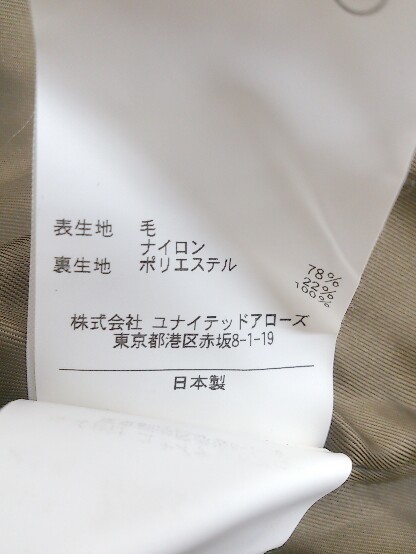 表生地 毛 78%
ナイロン 22%
裏生地 ポリエステル 100%
株式会社 ユナイテッドアローズ
東京都港区赤坂8-1-19
日本製